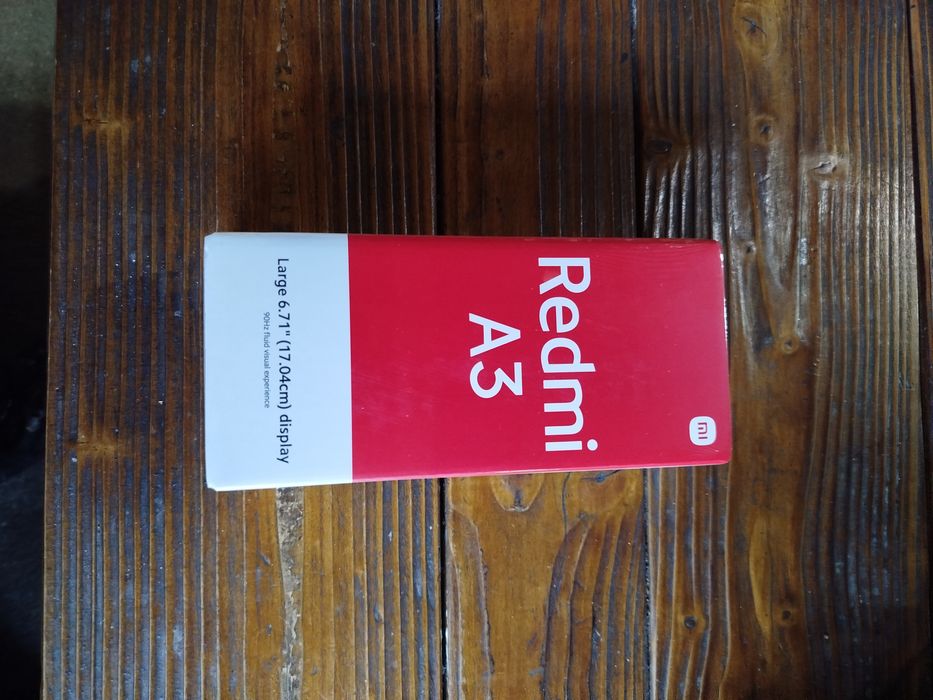 mi
Redmi
A3
Large 6.71" (17.04cm) display
90Hz fluid visual experience